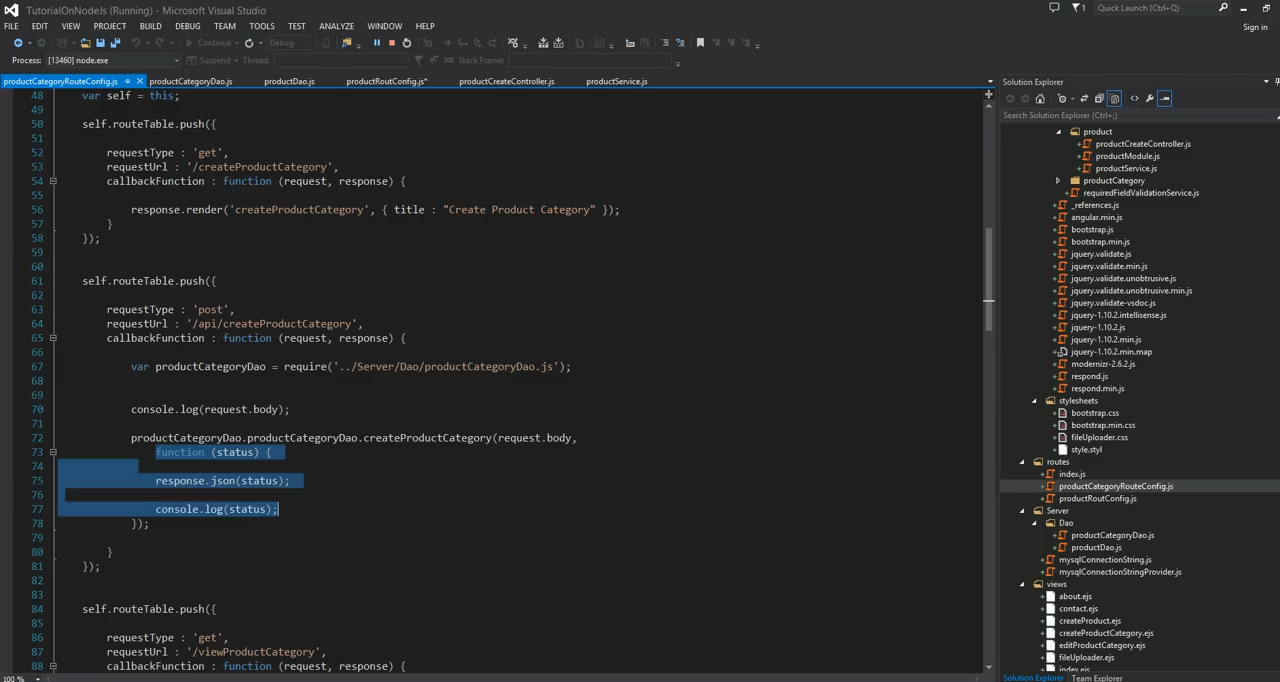 TutorialOnNodeJs (Running) - Microsoft Visual Studio
Quick Launch (Ctrl+Q)
FILE EDIT VIEW PROJECT BUILD DEBUG TEAM TOOLS TEST ANALYZE WINDOW HELP
Sign in
Continue Debug
Process: [13460] node.exe Suspend Thread: Stack Frame:
productCategoryRouteConfig.js productCategoryDao.js productDao.js productRoutConfig.js* productCreateController.js productService.js
48 var self = this;
49
50 self.routeTable.push({
51
52 requestType : 'get',
53 requestUrl : '/createProductCategory',
54 callbackFunction : function (request, response) {
55
56 response.render('createProductCategory', { title : "Create Product Category" });
57 }
58 });
59
60
61 self.routeTable.push({
62
63 requestType : 'post',
64 requestUrl : '/api/createProductCategory',
65 callbackFunction : function (request, response) {
66
67 var productCategoryDao = require('../Server/Dao/productCategoryDao.js');
68
69
70 console.log(request.body);
71
72 productCategoryDao.productCategoryDao.createProductCategory(request.body,
73 function (status) {
74
75 response.json(status);
76
77 console.log(status);
78 });
79
80 }
81 });
82
83
84 self.routeTable.push({
85
86 requestType : 'get',
87 requestUrl : '/viewProductCategory',
88 callbackFunction : function (request, response) {
100 %
Solution Explorer
Search Solution Explorer (Ctrl+;)
product
productCreateController.js
productModule.js
productService.js
productCategory
requiredFieldValidationService.js
_references.js
angular.min.js
bootstrap.js
bootstrap.min.js
jquery.validate.js
jquery.validate.min.js
jquery.validate.unobtrusive.js
jquery.validate.unobtrusive.min.js
jquery.validate-vsdoc.js
jquery-1.10.2.intellisense.js
jquery-1.10.2.js
jquery-1.10.2.min.js
jquery-1.10.2.min.map
modernizr-2.6.2.js
respond.js
respond.min.js
stylesheets
bootstrap.css
bootstrap.min.css
fileUploader.css
style.styl
routes
index.js
productCategoryRouteConfig.js
productRoutConfig.js
Server
Dao
productCategoryDao.js
productDao.js
mysqlConnectionString.js
mysqlConnectionStringProvider.js
views
about.ejs
contact.ejs
createProduct.ejs
createProductCategory.ejs
editProductCategory.ejs
fileUploader.ejs
index.ejs
Solution Explorer Team Explorer